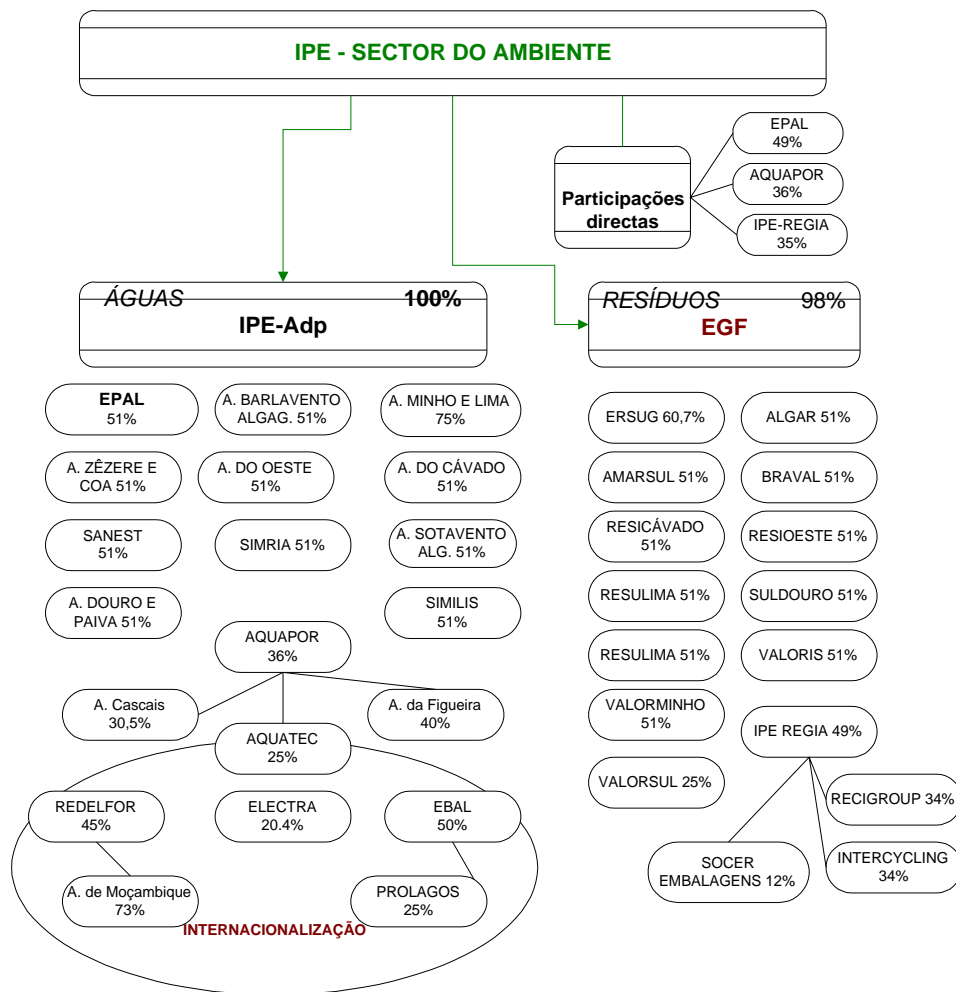 IPE - SECTOR DO AMBIENTE
EPAL
49%
AQUAPOR
36%
IPE-REGIA
35%
Participações
directas
ÁGUAS 100%
IPE-Adp
RESÍDUOS 98%
EGF
EPAL
51%
A. BARLAVENTO
ALGAG. 51%
A. MINHO E LIMA
75%
A. ZÊZERE E
COA 51%
A. DO OESTE
51%
A. DO CÁVADO
51%
SANEST
51%
SIMRIA 51%
A. SOTAVENTO
ALG. 51%
A. DOURO E
PAIVA 51%
SIMILIS
51%
AQUAPOR
36%
A. Cascais
30,5%
A. da Figueira
40%
AQUATEC
25%
REDELFOR
45%
ELECTRA
20.4%
EBAL
50%
A. de Moçambique
73%
PROLAGOS
25%
INTERNACIONALIZAÇÃO
ERSUG 60,7%
ALGAR 51%
AMARSUL 51%
BRAVAL 51%
RESICÁVADO
51%
RESIOESTE 51%
RESULIMA 51%
SULDOURO 51%
RESULIMA 51%
VALORIS 51%
VALORMINHO
51%
IPE REGIA 49%
VALORSUL 25%
RECIGROUP 34%
SOCER
EMBALAGENS 12%
INTERCYCLING
34%